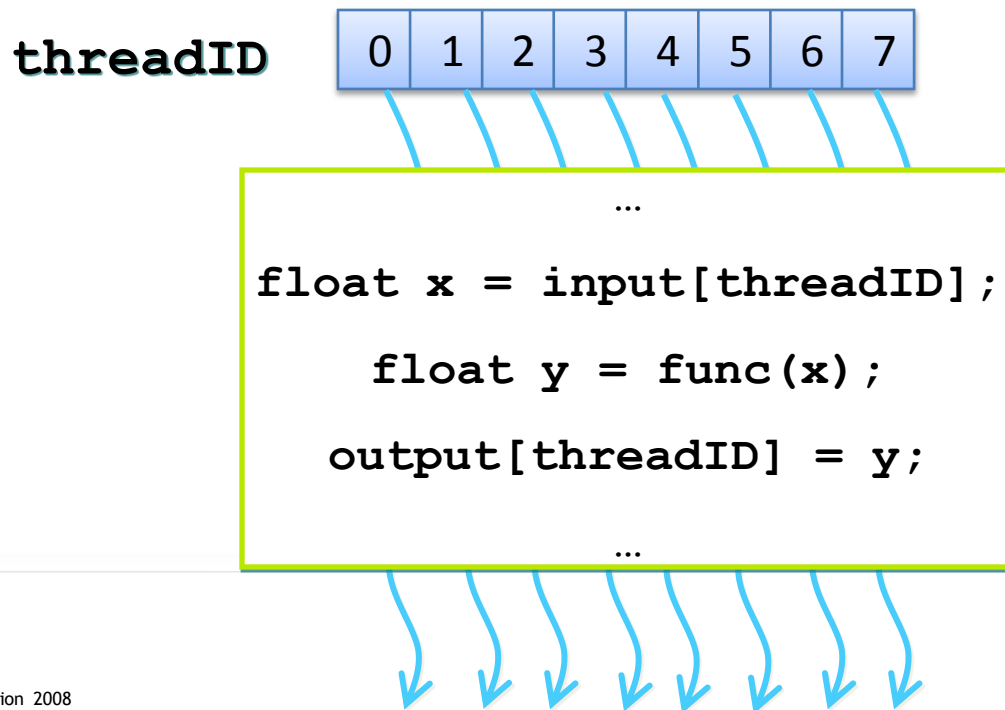 threadID 0 1 2 3 4 5 6 7
…
float x = input[threadID];
float y = func(x);
output[threadID] = y;
…
2008